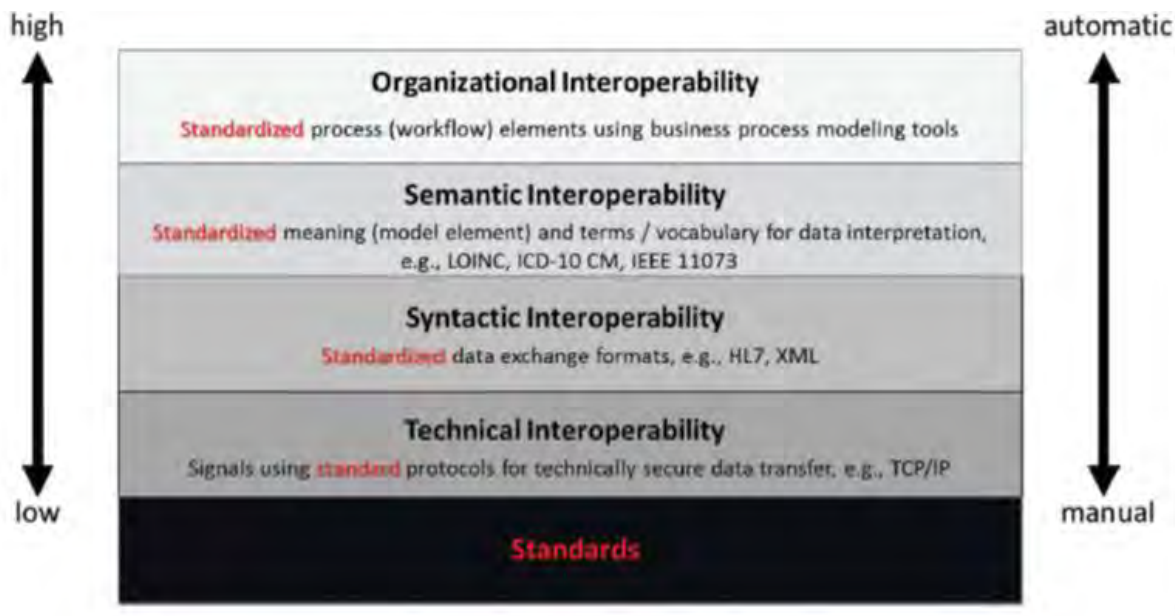 high
automatic
Organizational Interoperability
Standardized process (workflow) elements using business process modeling tools
Semantic Interoperability
Standardized meaning (model element) and terms / vocabulary for data interpretation,
e.g., LOINC, ICD-10 CM, IEEE 11073
Syntactic Interoperability
Standardized data exchange formats, e.g., HL7, XML
Technical Interoperability
Signals using standard protocols for technically secure data transfer, e.g., TCP/IP
low
manual
Standards